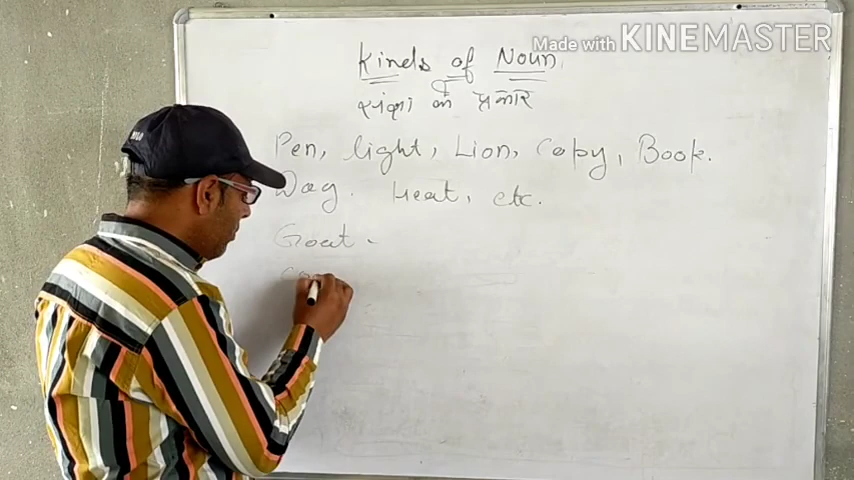 Made with KINEMASTER
Kinds of Noun
संज्ञा के प्रकार
Pen, light, Lion, Copy, Book.
Dog. Heat, etc.
Goat.